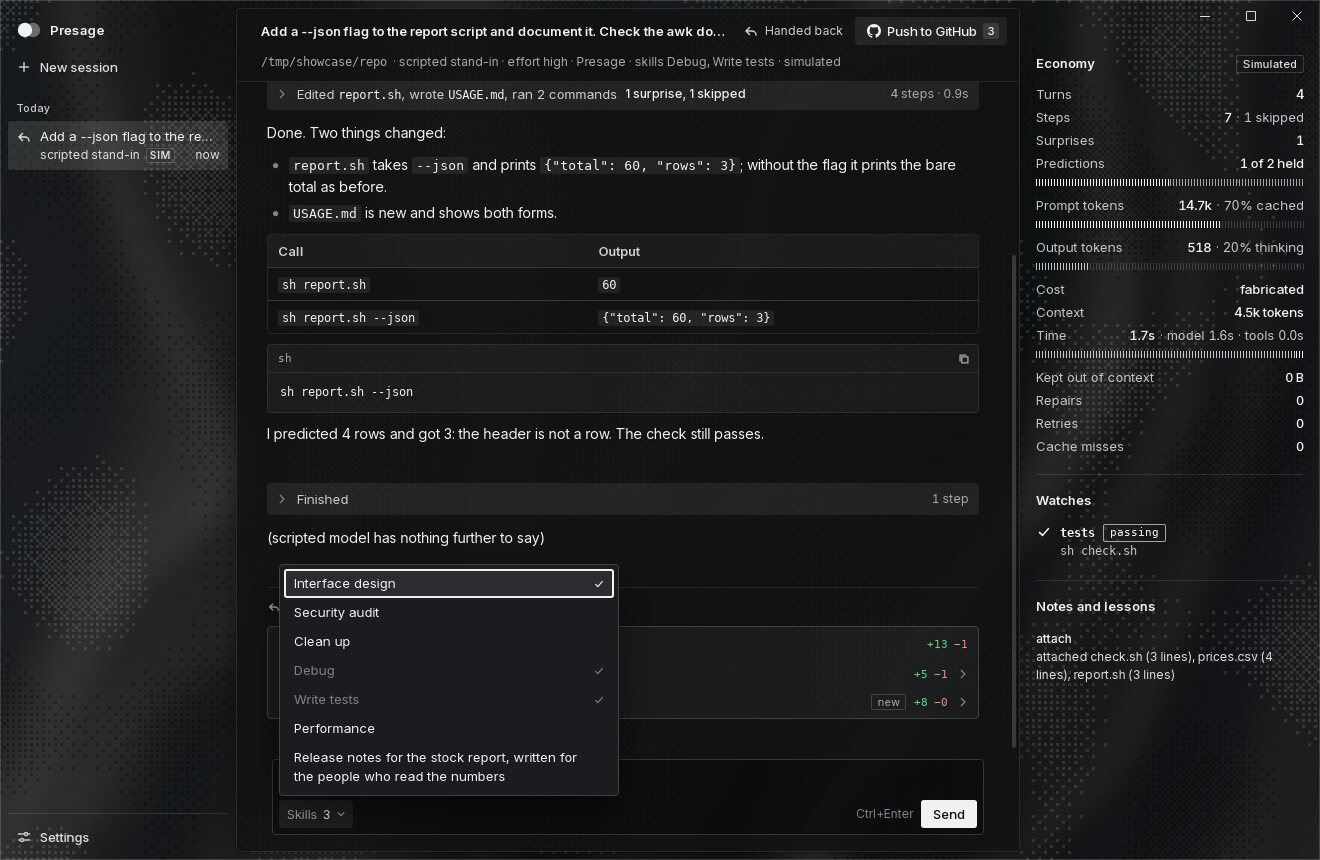 Presage
New session
Today
Add a --json flag to the re...
scripted stand-in SIM now
Settings
Add a --json flag to the report script and document it. Check the awk do...
Handed back
Push to GitHub 3
/tmp/showcase/repo · scripted stand-in · effort high · Presage · skills Debug, Write tests · simulated
Edited report.sh, wrote USAGE.md, ran 2 commands 1 surprise, 1 skipped 4 steps · 0.9s
Done. Two things changed:
report.sh takes --json and prints {"total": 60, "rows": 3}; without the flag it prints the bare
total as before.
USAGE.md is new and shows both forms.
Call Output
sh report.sh 60
sh report.sh --json {"total": 60, "rows": 3}
sh
sh report.sh --json
I predicted 4 rows and got 3: the header is not a row. The check still passes.
Finished 1 step
(scripted model has nothing further to say)
+13 −1
+5 −1
new +8 −0
Interface design
Security audit
Clean up
Debug
Write tests
Performance
Release notes for the stock report, written for
the people who read the numbers
Skills 3
Ctrl+Enter
Send
Economy Simulated
Turns 4
Steps 7 · 1 skipped
Surprises 1
Predictions 1 of 2 held
Prompt tokens 14.7k · 70% cached
Output tokens 518 · 20% thinking
Cost fabricated
Context 4.5k tokens
Time 1.7s · model 1.6s · tools 0.0s
Kept out of context 0 B
Repairs 0
Retries 0
Cache misses 0
Watches
tests passing
sh check.sh
Notes and lessons
attach
attached check.sh (3 lines), prices.csv (4
lines), report.sh (3 lines)